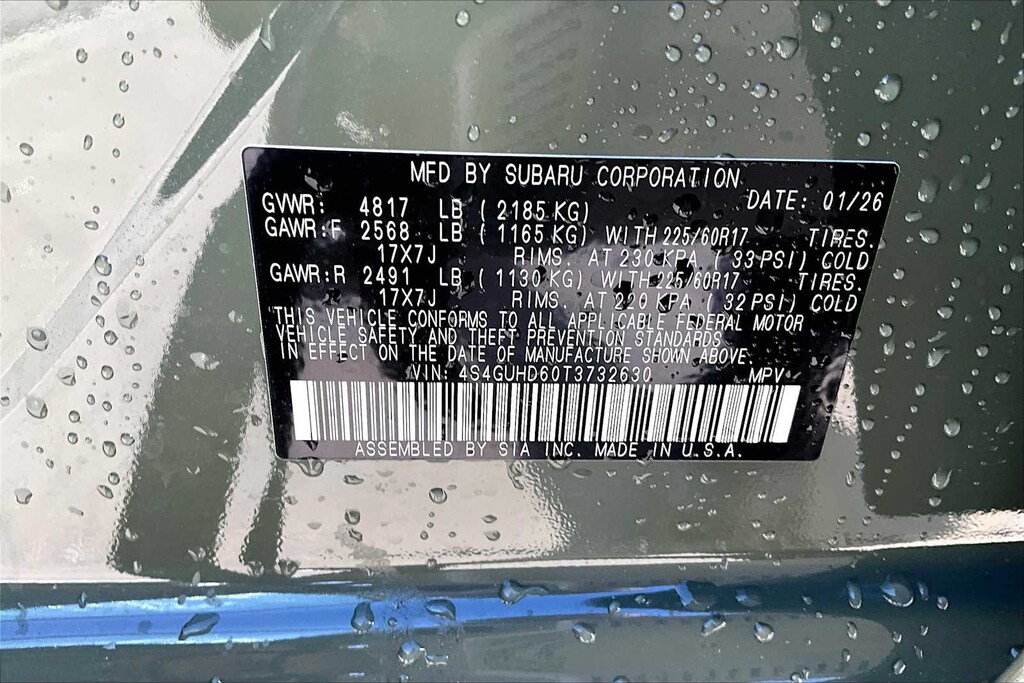 MFD BY SUBARU CORPORATION
GVWR: 4817 LB ( 2185 KG) DATE: 01/26
GAWR:F 2568 LB ( 1165 KG) WITH 225/60R17 TIRES.
17X7J RIMS. AT 230 KPA ( 33 PSI) COLD
GAWR:R 2491 LB ( 1130 KG) WITH 225/60R17 TIRES.
17X7J RIMS. AT 220 KPA ( 32 PSI) COLD
THIS VEHICLE CONFORMS TO ALL APPLICABLE FEDERAL MOTOR
VEHICLE SAFETY AND THEFT PREVENTION STANDARDS
IN EFFECT ON THE DATE OF MANUFACTURE SHOWN ABOVE.
VIN: 4S4GUHD60T3732630 MPV
ASSEMBLED BY SIA INC. MADE IN U.S.A.